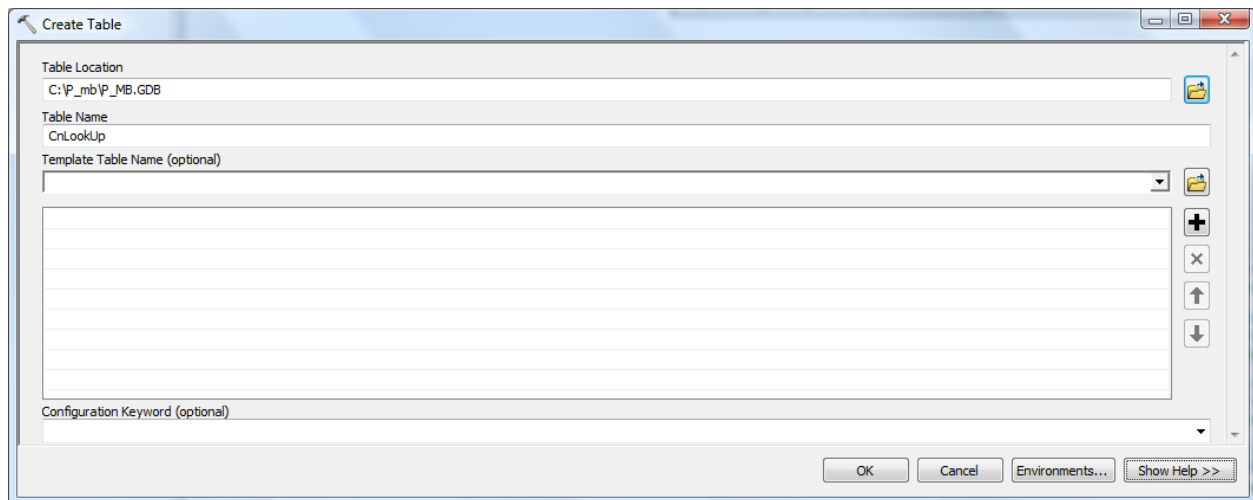 Create Table
Table Location
C:\P_mb\P_MB.GDB
Table Name
CnLookUp
Template Table Name (optional)
Configuration Keyword (optional)
OK Cancel Environments... Show Help >>